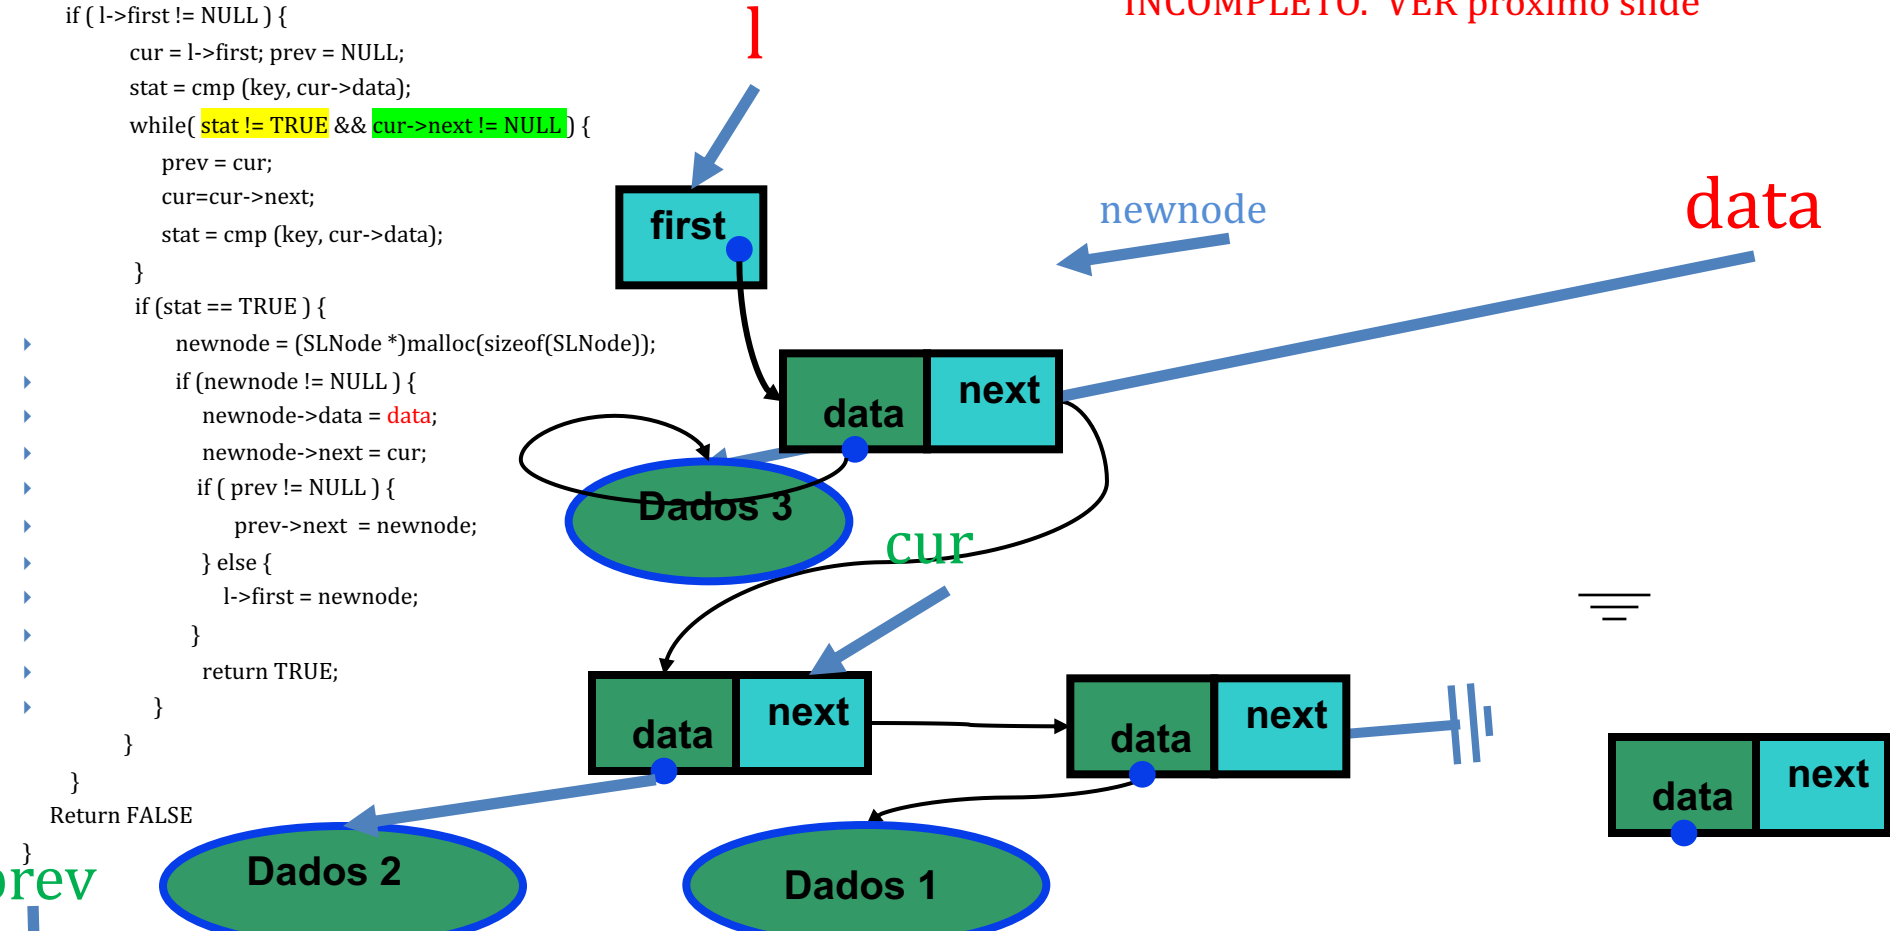 if ( l->first != NULL ) {
cur = l->first; prev = NULL;
stat = cmp (key, cur->data);
while( stat != TRUE && cur->next != NULL ) {
prev = cur;
cur=cur->next;
stat = cmp (key, cur->data);
}
if (stat == TRUE ) {
newnode = (SLNode *)malloc(sizeof(SLNode));
if (newnode != NULL ) {
newnode->data = data;
newnode->next = cur;
if ( prev != NULL ) {
prev->next = newnode;
} else {
l->first = newnode;
}
return TRUE;
}
}
}
Return FALSE
}
prev
INCOMPLETO. VER próximo slide
l
first
newnode
data
data
next
Dados 3
cur
data
next
data
next
data
next
Dados 2
Dados 1